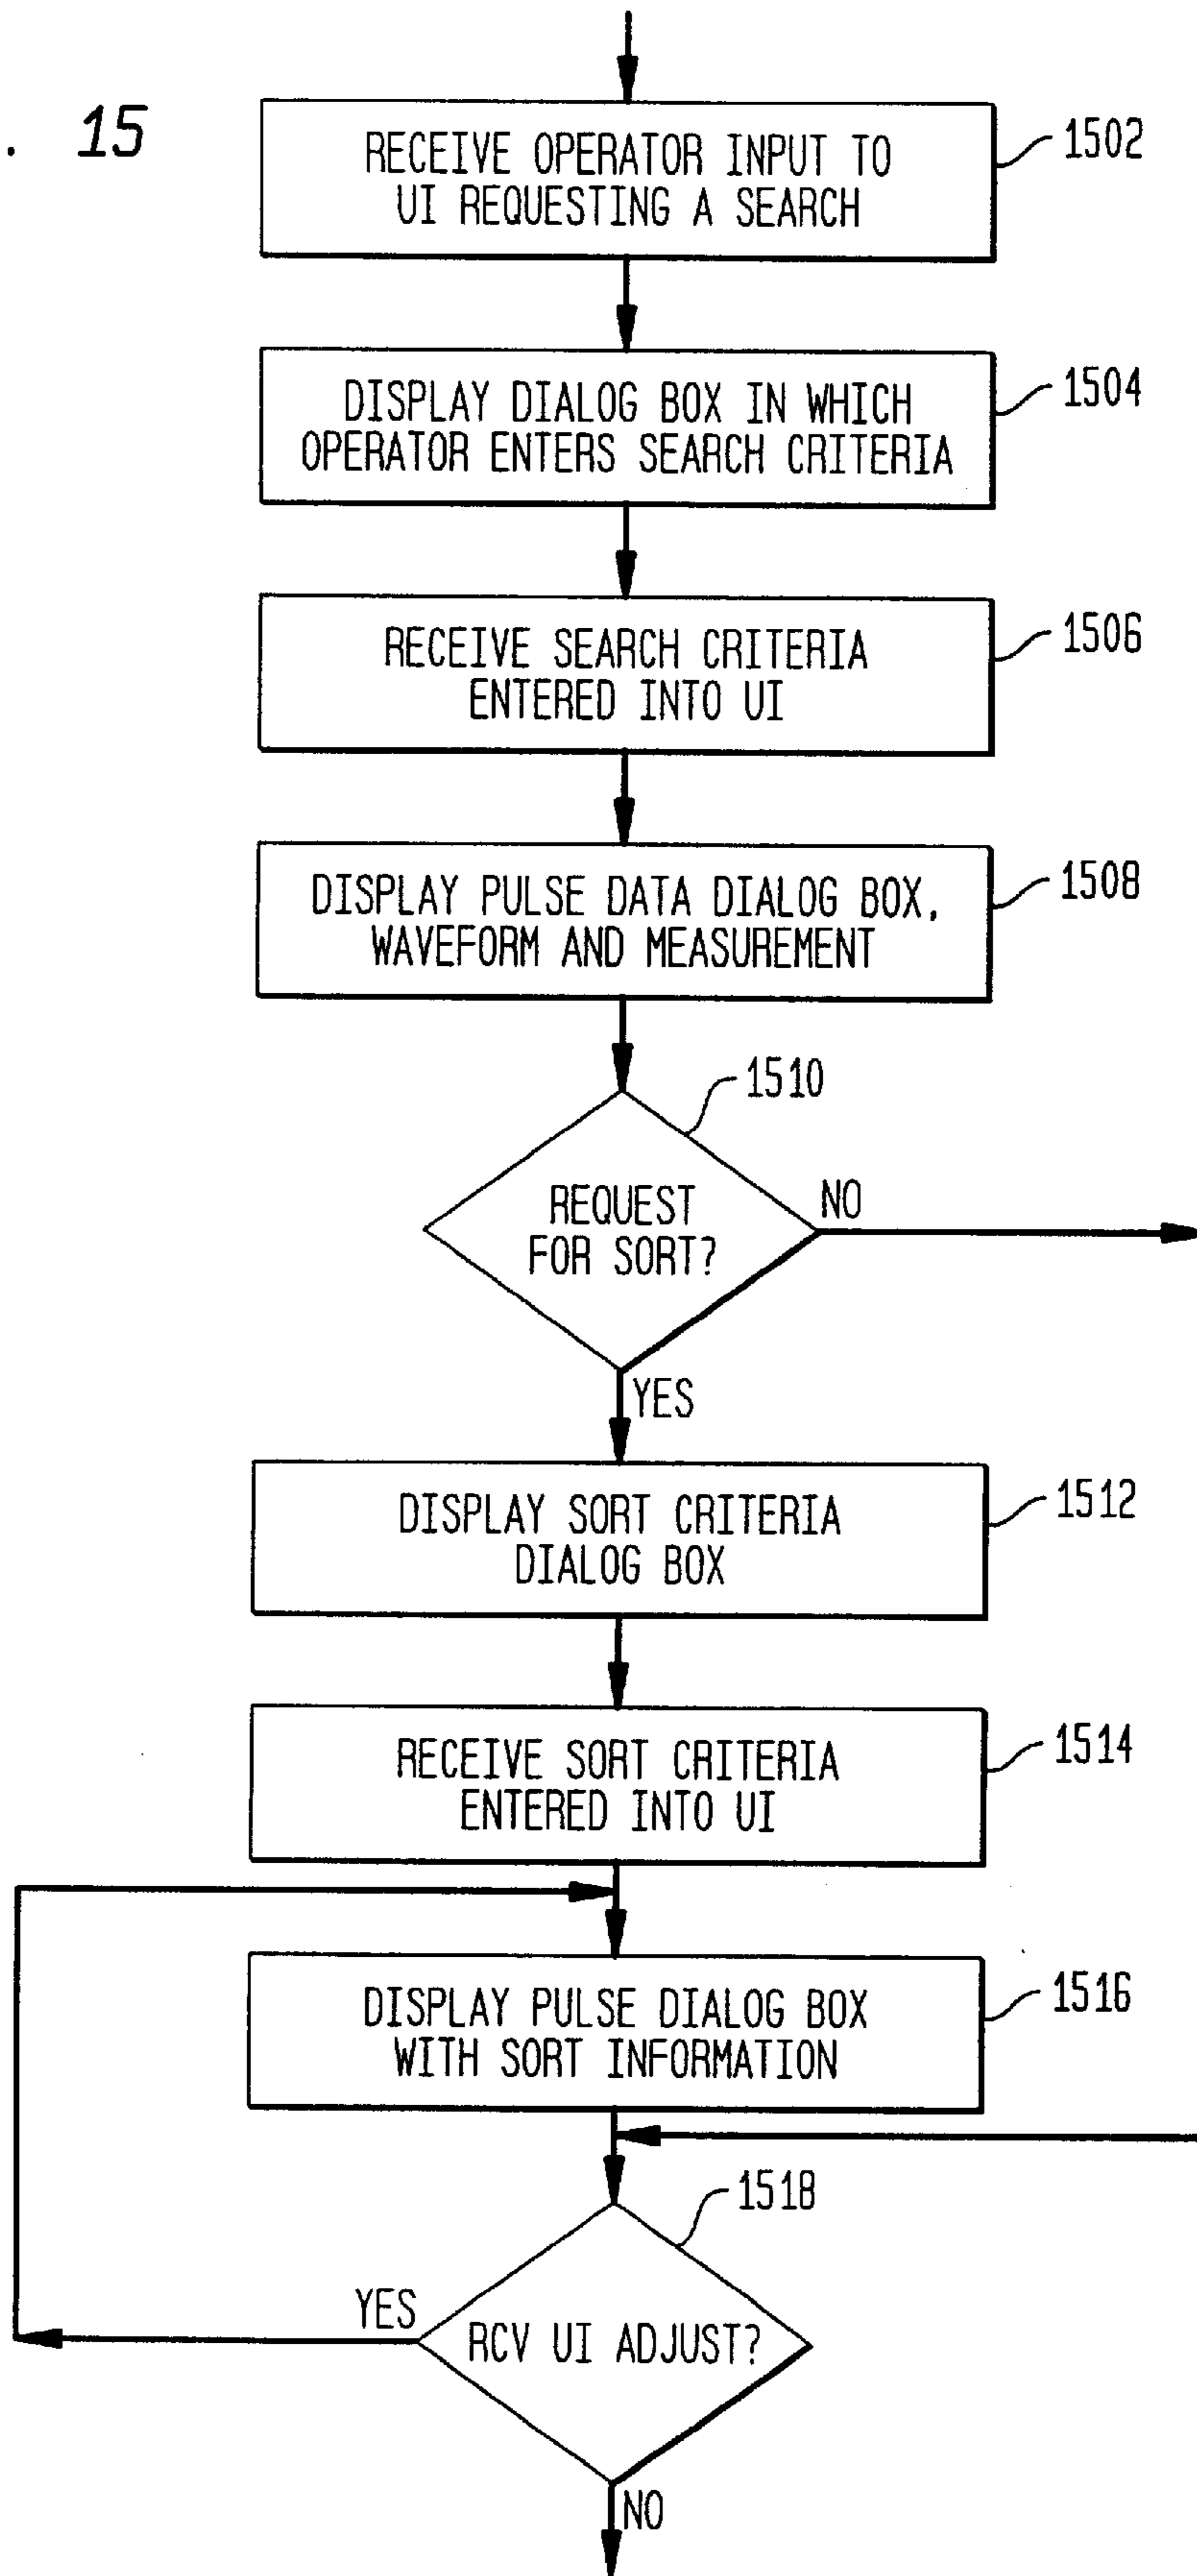 . 15
RECEIVE OPERATOR INPUT TO
UI REQUESTING A SEARCH
1502
DISPLAY DIALOG BOX IN WHICH
OPERATOR ENTERS SEARCH CRITERIA
1504
RECEIVE SEARCH CRITERIA
ENTERED INTO UI
1506
DISPLAY PULSE DATA DIALOG BOX,
WAVEFORM AND MEASUREMENT
1508
1510
REQUEST
FOR SORT?
NO
YES
DISPLAY SORT CRITERIA
DIALOG BOX
1512
RECEIVE SORT CRITERIA
ENTERED INTO UI
1514
DISPLAY PULSE DIALOG BOX
WITH SORT INFORMATION
1516
1518
YES
RCV UI ADJUST?
NO